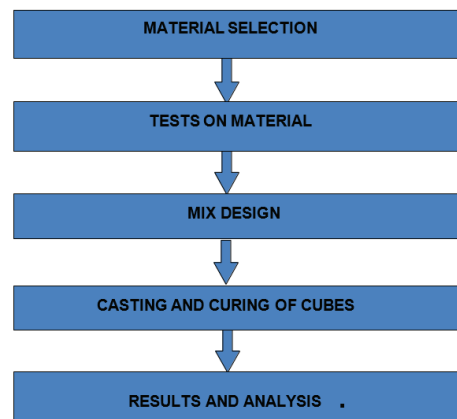 MATERIAL SELECTION
TESTS ON MATERIAL
MIX DESIGN
CASTING AND CURING OF CUBES
RESULTS AND ANALYSIS .